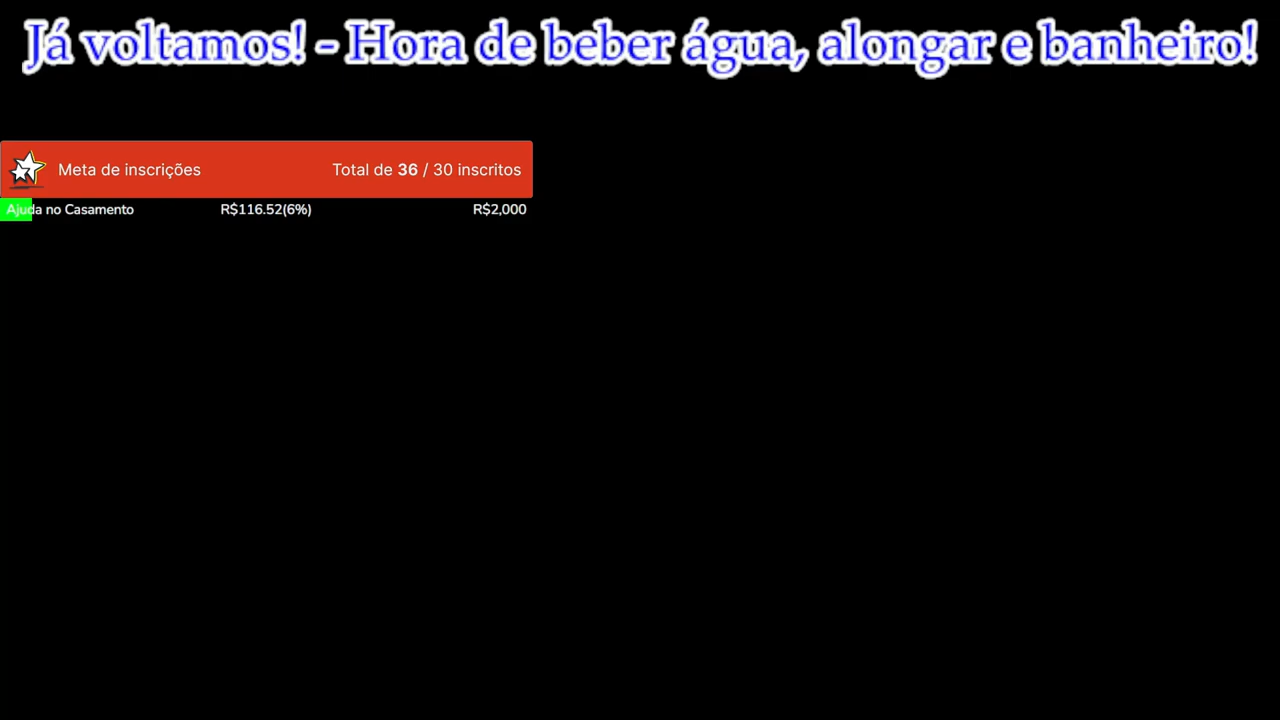 Já voltamos! - Hora de beber água, alongar e banheiro!
Meta de inscrições Total de 36 / 30 inscritos
Ajuda no Casamento R$116.52(6%) R$2,000